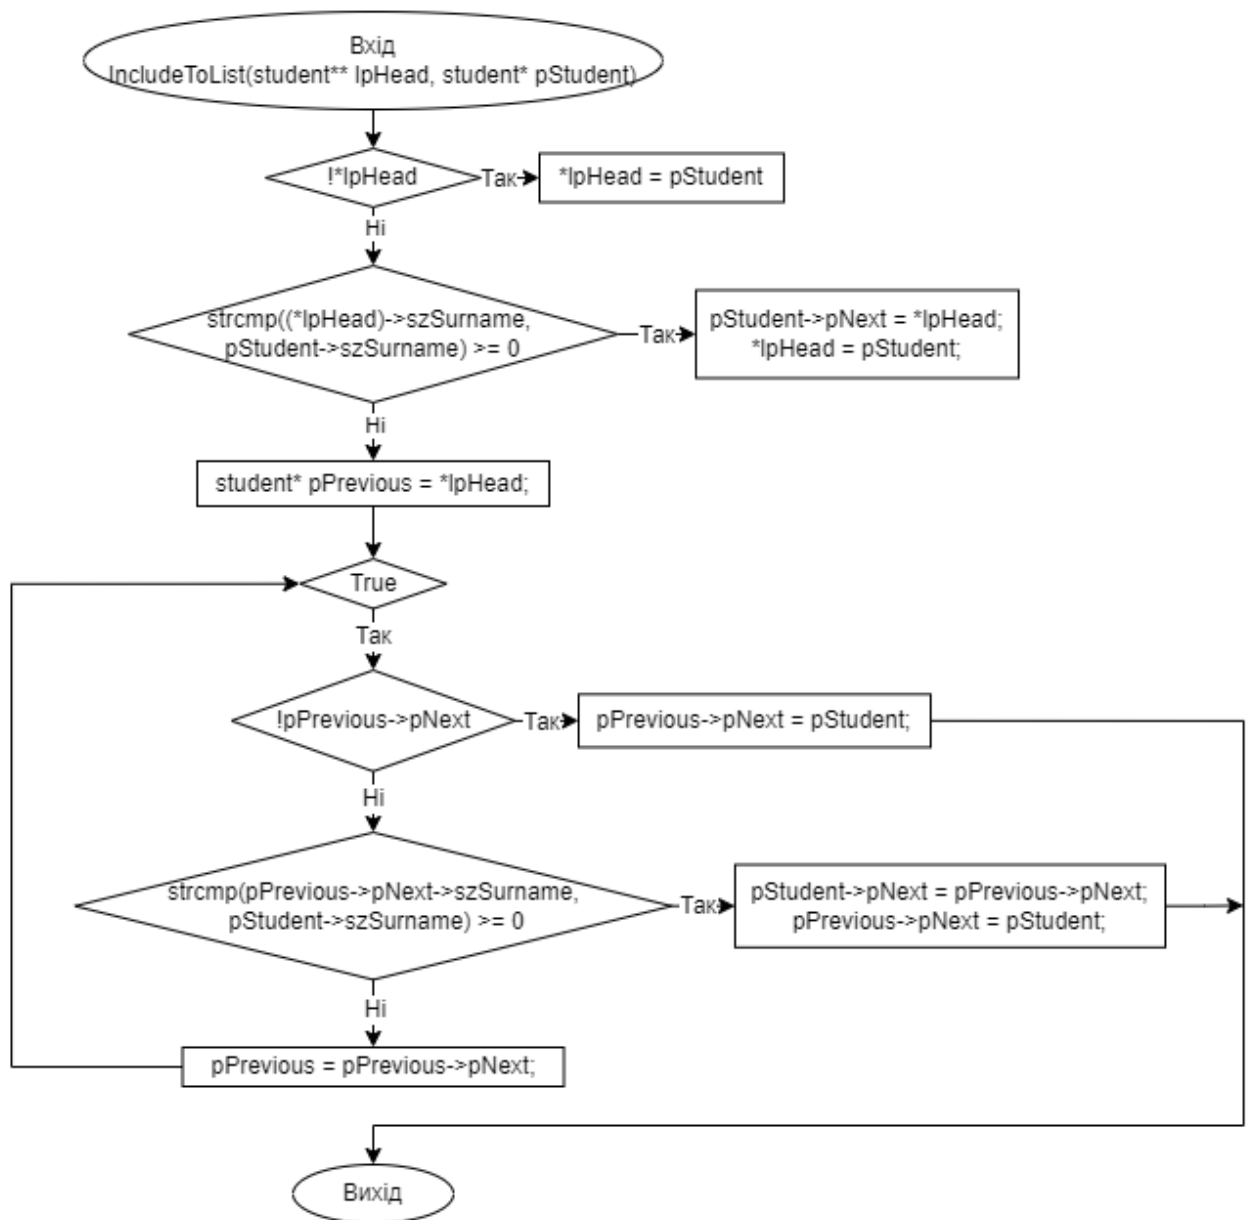 Вхід
IncludeToList(student** lpHead, student* pStudent)
!*lpHead
Так
*lpHead = pStudent
Ні
strcmp((*lpHead)->szSurname,
pStudent->szSurname) >= 0
Так
pStudent->pNext = *lpHead;
*lpHead = pStudent;
Ні
student* pPrevious = *lpHead;
True
Так
!pPrevious->pNext
Так
pPrevious->pNext = pStudent;
Ні
strcmp(pPrevious->pNext->szSurname,
pStudent->szSurname) >= 0
Так
pStudent->pNext = pPrevious->pNext;
pPrevious->pNext = pStudent;
Ні
pPrevious = pPrevious->pNext;
Вихід